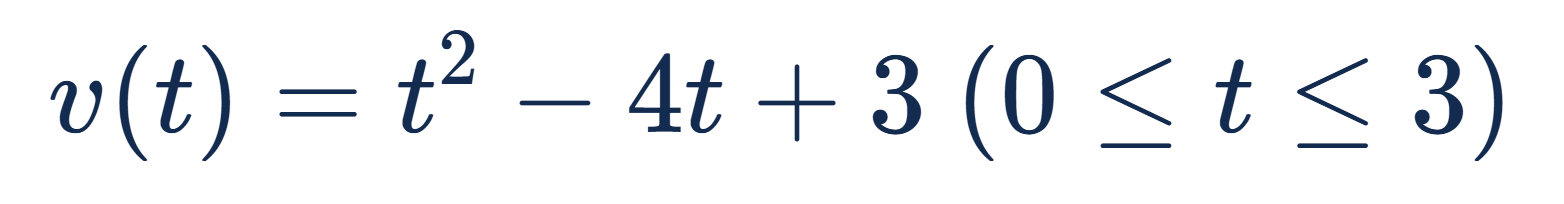 v(t) = t² − 4t + 3 (0 ≤ t ≤ 3)